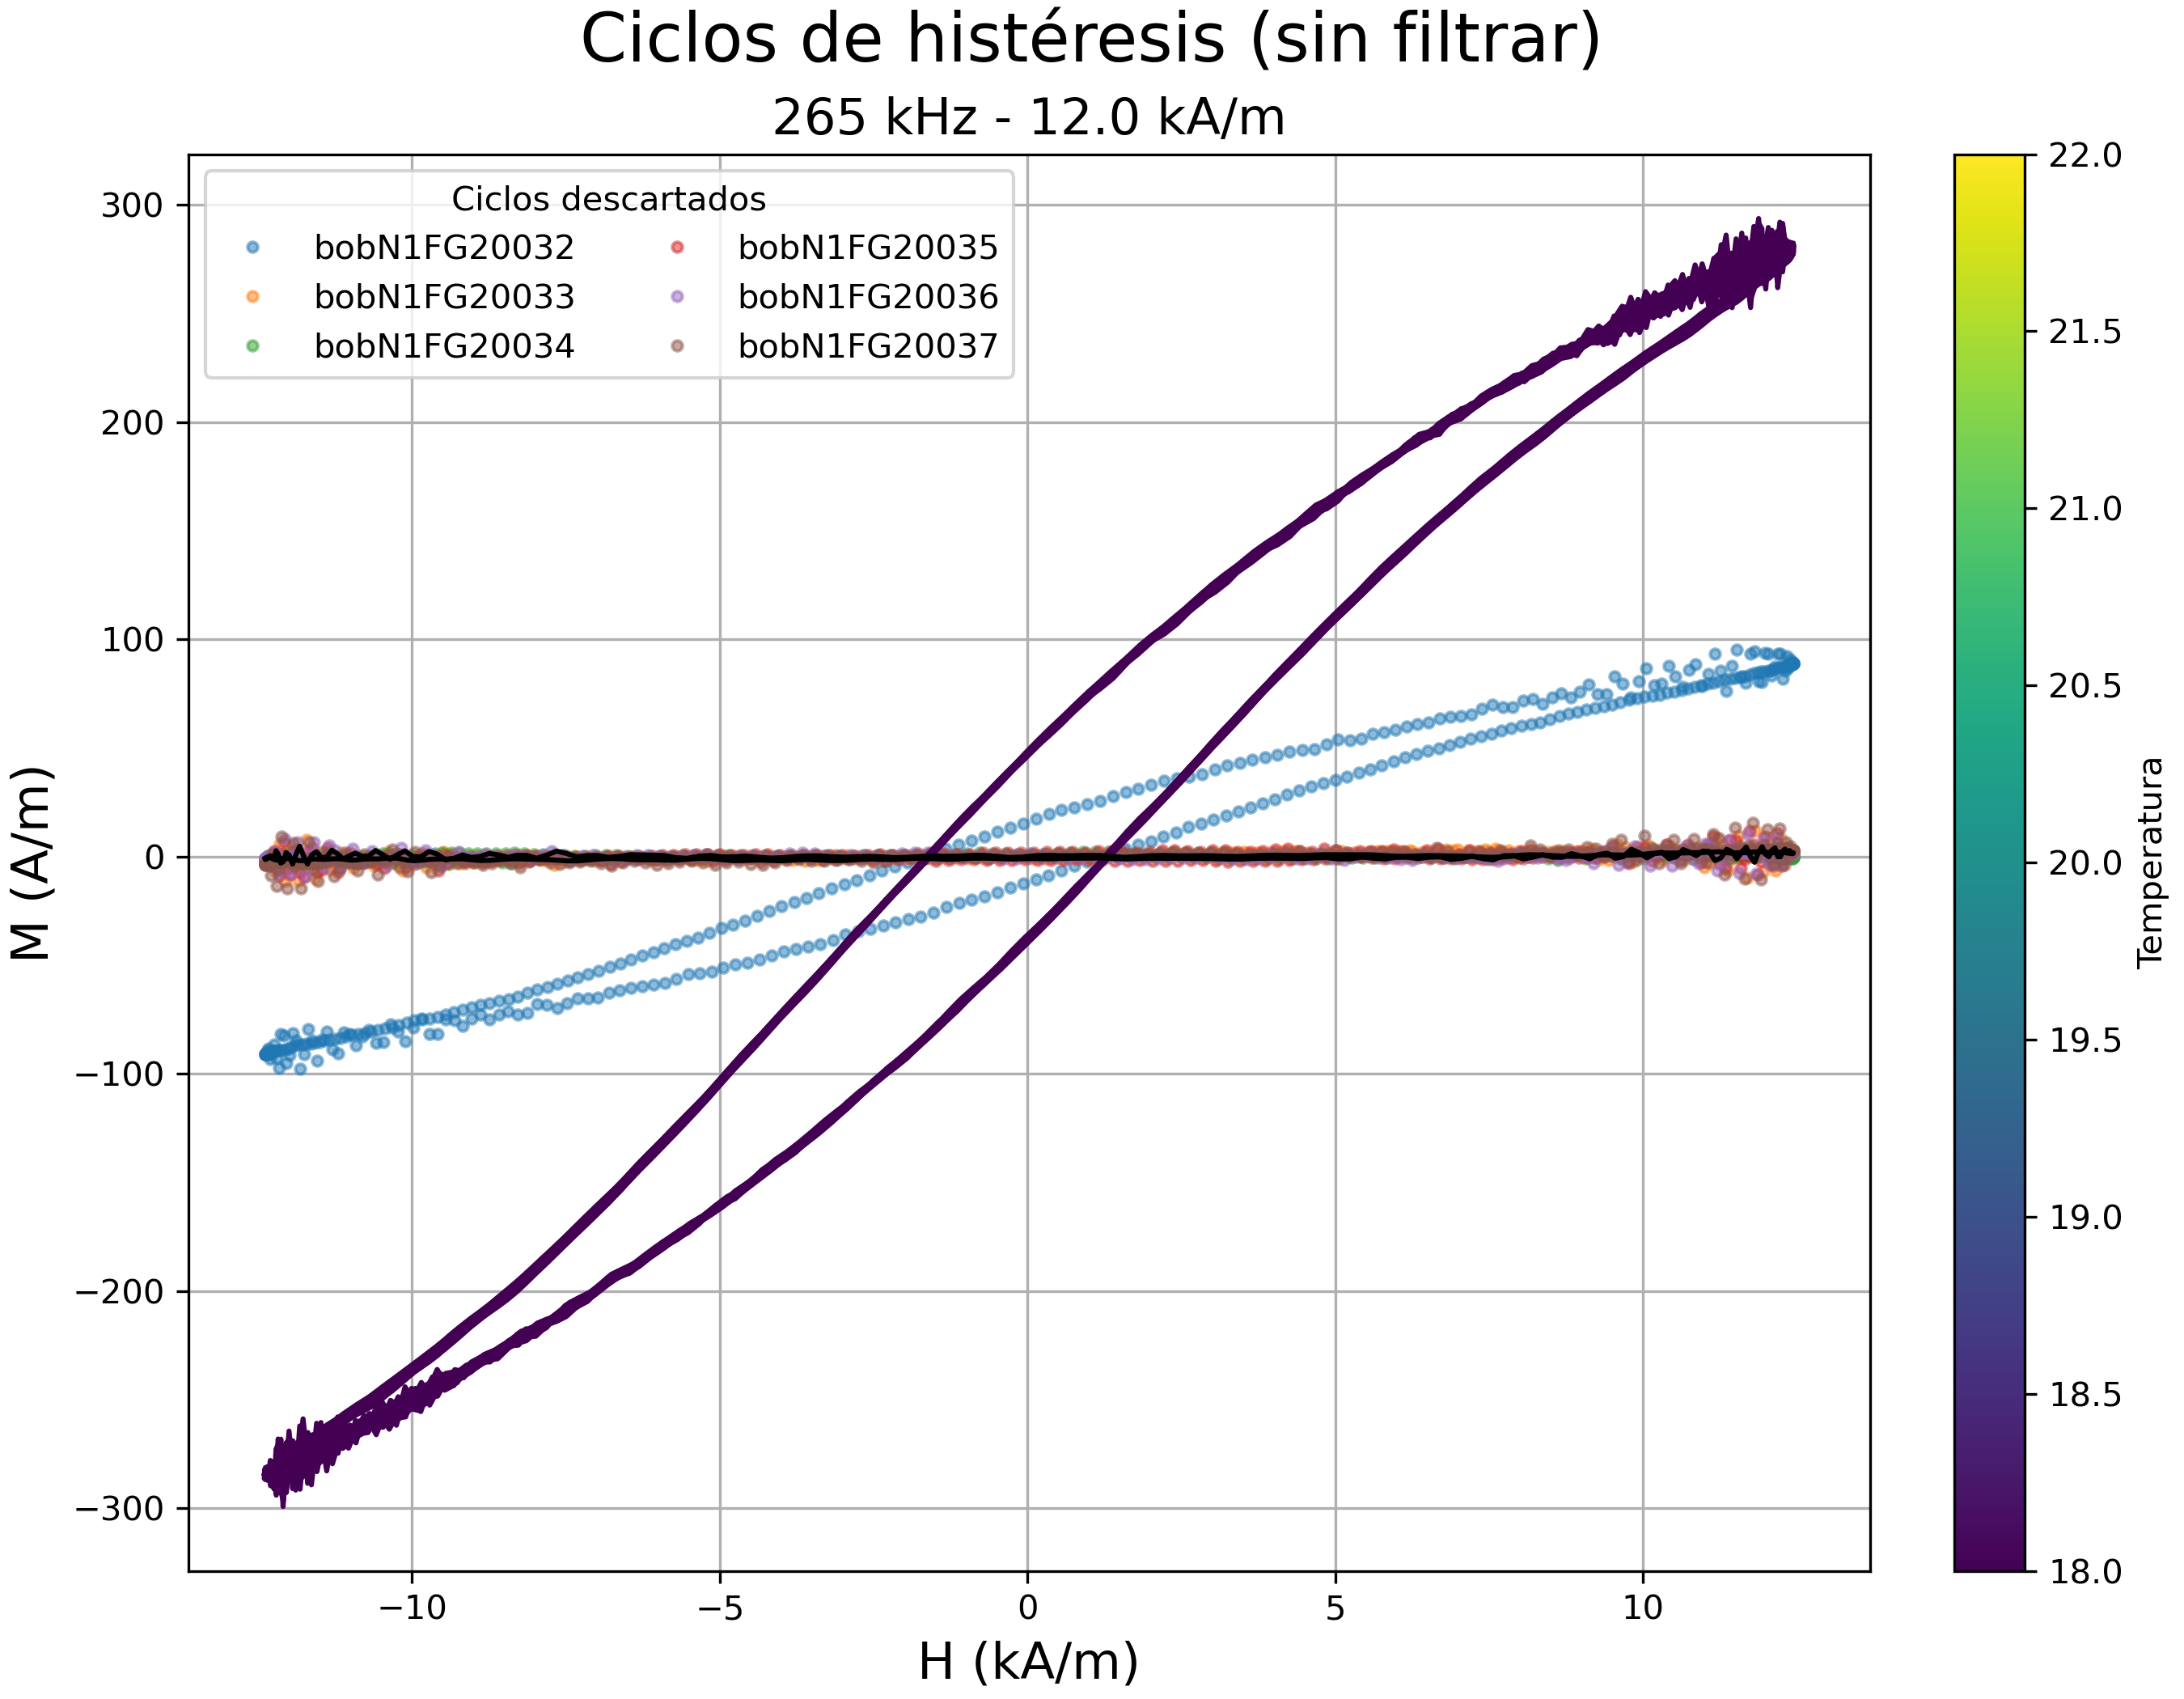 Ciclos de histéresis (sin filtrar)
265 kHz - 12.0 kA/m
Ciclos descartados
bobN1FG20032
bobN1FG20033
bobN1FG20034
bobN1FG20035
bobN1FG20036
bobN1FG20037
M (A/m)
300
200
100
0
−100
−200
−300
−10
−5
0
5
10
H (kA/m)
22.0
21.5
21.0
20.5
20.0
19.5
19.0
18.5
18.0
Temperatura